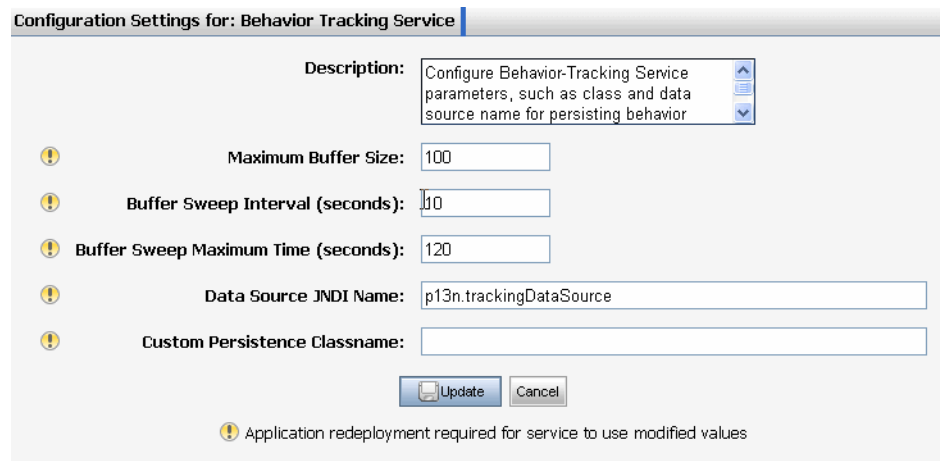 Configuration Settings for: Behavior Tracking Service
Description:
Configure Behavior-Tracking Service
parameters, such as class and data
source name for persisting behavior
Maximum Buffer Size: 100
Buffer Sweep Interval (seconds): 10
Buffer Sweep Maximum Time (seconds): 120
Data Source JNDI Name: p13n.trackingDataSource
Custom Persistence Classname:
Update Cancel
Application redeployment required for service to use modified values